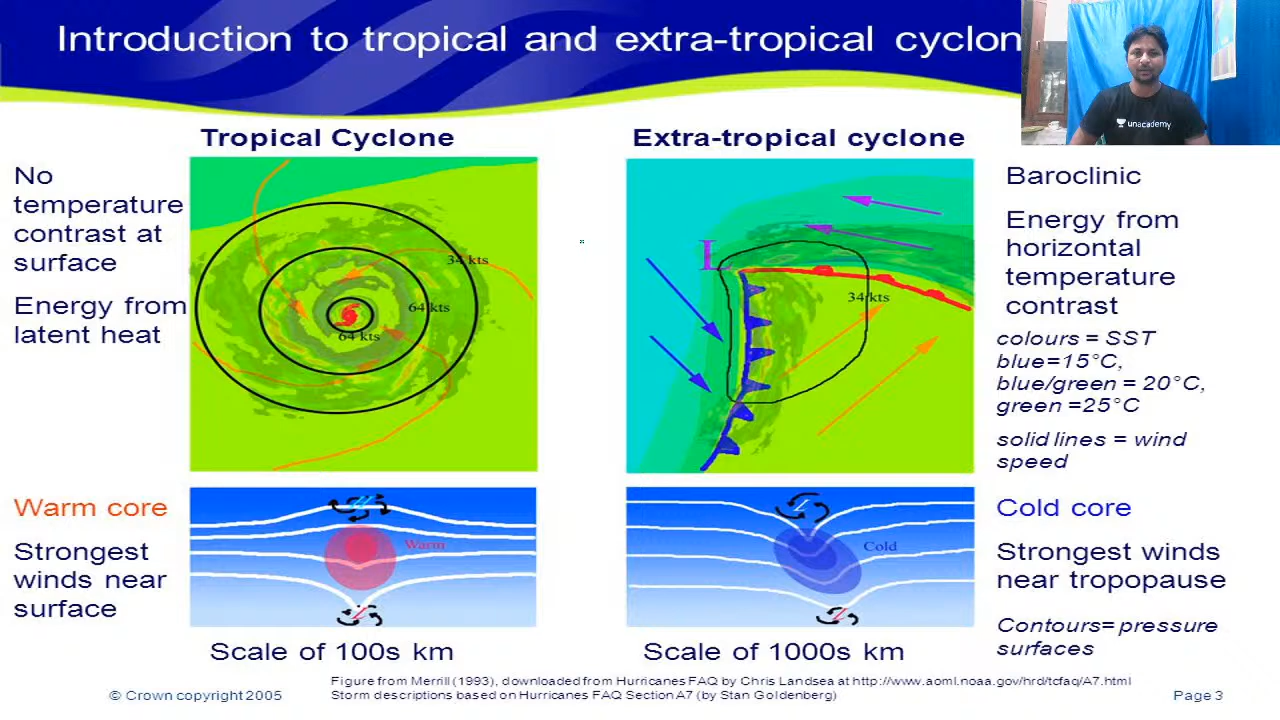 Introduction to tropical and extra-tropical cyclon
unacademy
Tropical Cyclone
Extra-tropical cyclone
No
temperature
contrast at
surface
Energy from
latent heat
34 kts
64 kts
64 kts
L
34 kts
Baroclinic
Energy from
horizontal
temperature
contrast
colours = SST
blue=15°C,
blue/green = 20°C,
green =25°C
solid lines = wind
speed
Warm core
Strongest
winds near
surface
H
Warm
L
L
Cold
L
Cold core
Strongest winds
near tropopause
Contours= pressure
surfaces
Scale of 100s km
Scale of 1000s km
Figure from Merrill (1993), downloaded from Hurricanes FAQ by Chris Landsea at http://www.aoml.noaa.gov/hrd/tcfaq/A7.html
Storm descriptions based on Hurricanes FAQ Section A7 (by Stan Goldenberg)
© Crown copyright 2005
Page 3